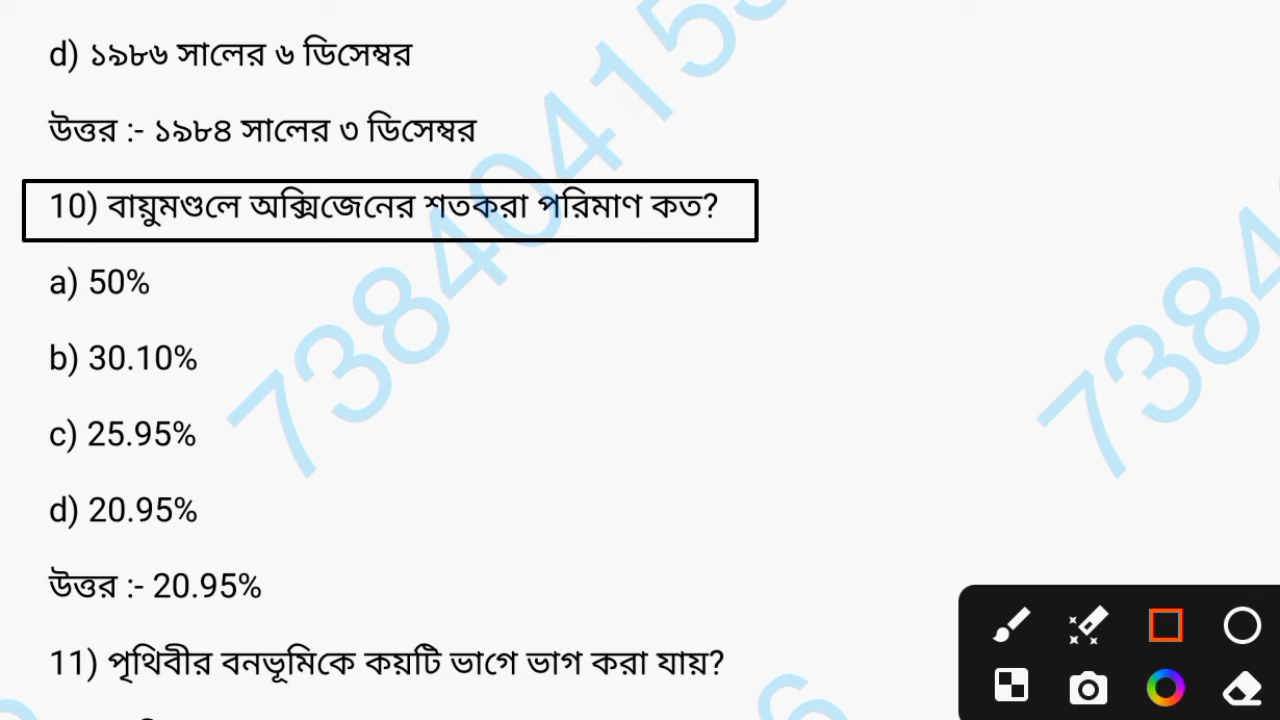 d) ১৯৮৬ সালের ৬ ডিসেম্বর
উত্তর :- ১৯৮৪ সালের ৩ ডিসেম্বর
10) বায়ুমণ্ডলে অক্সিজেনের শতকরা পরিমাণ কত?
a) 50%
b) 30.10%
c) 25.95%
d) 20.95%
উত্তর :- 20.95%
11) পৃথিবীর বনভূমিকে কয়টি ভাগে ভাগ করা যায়?